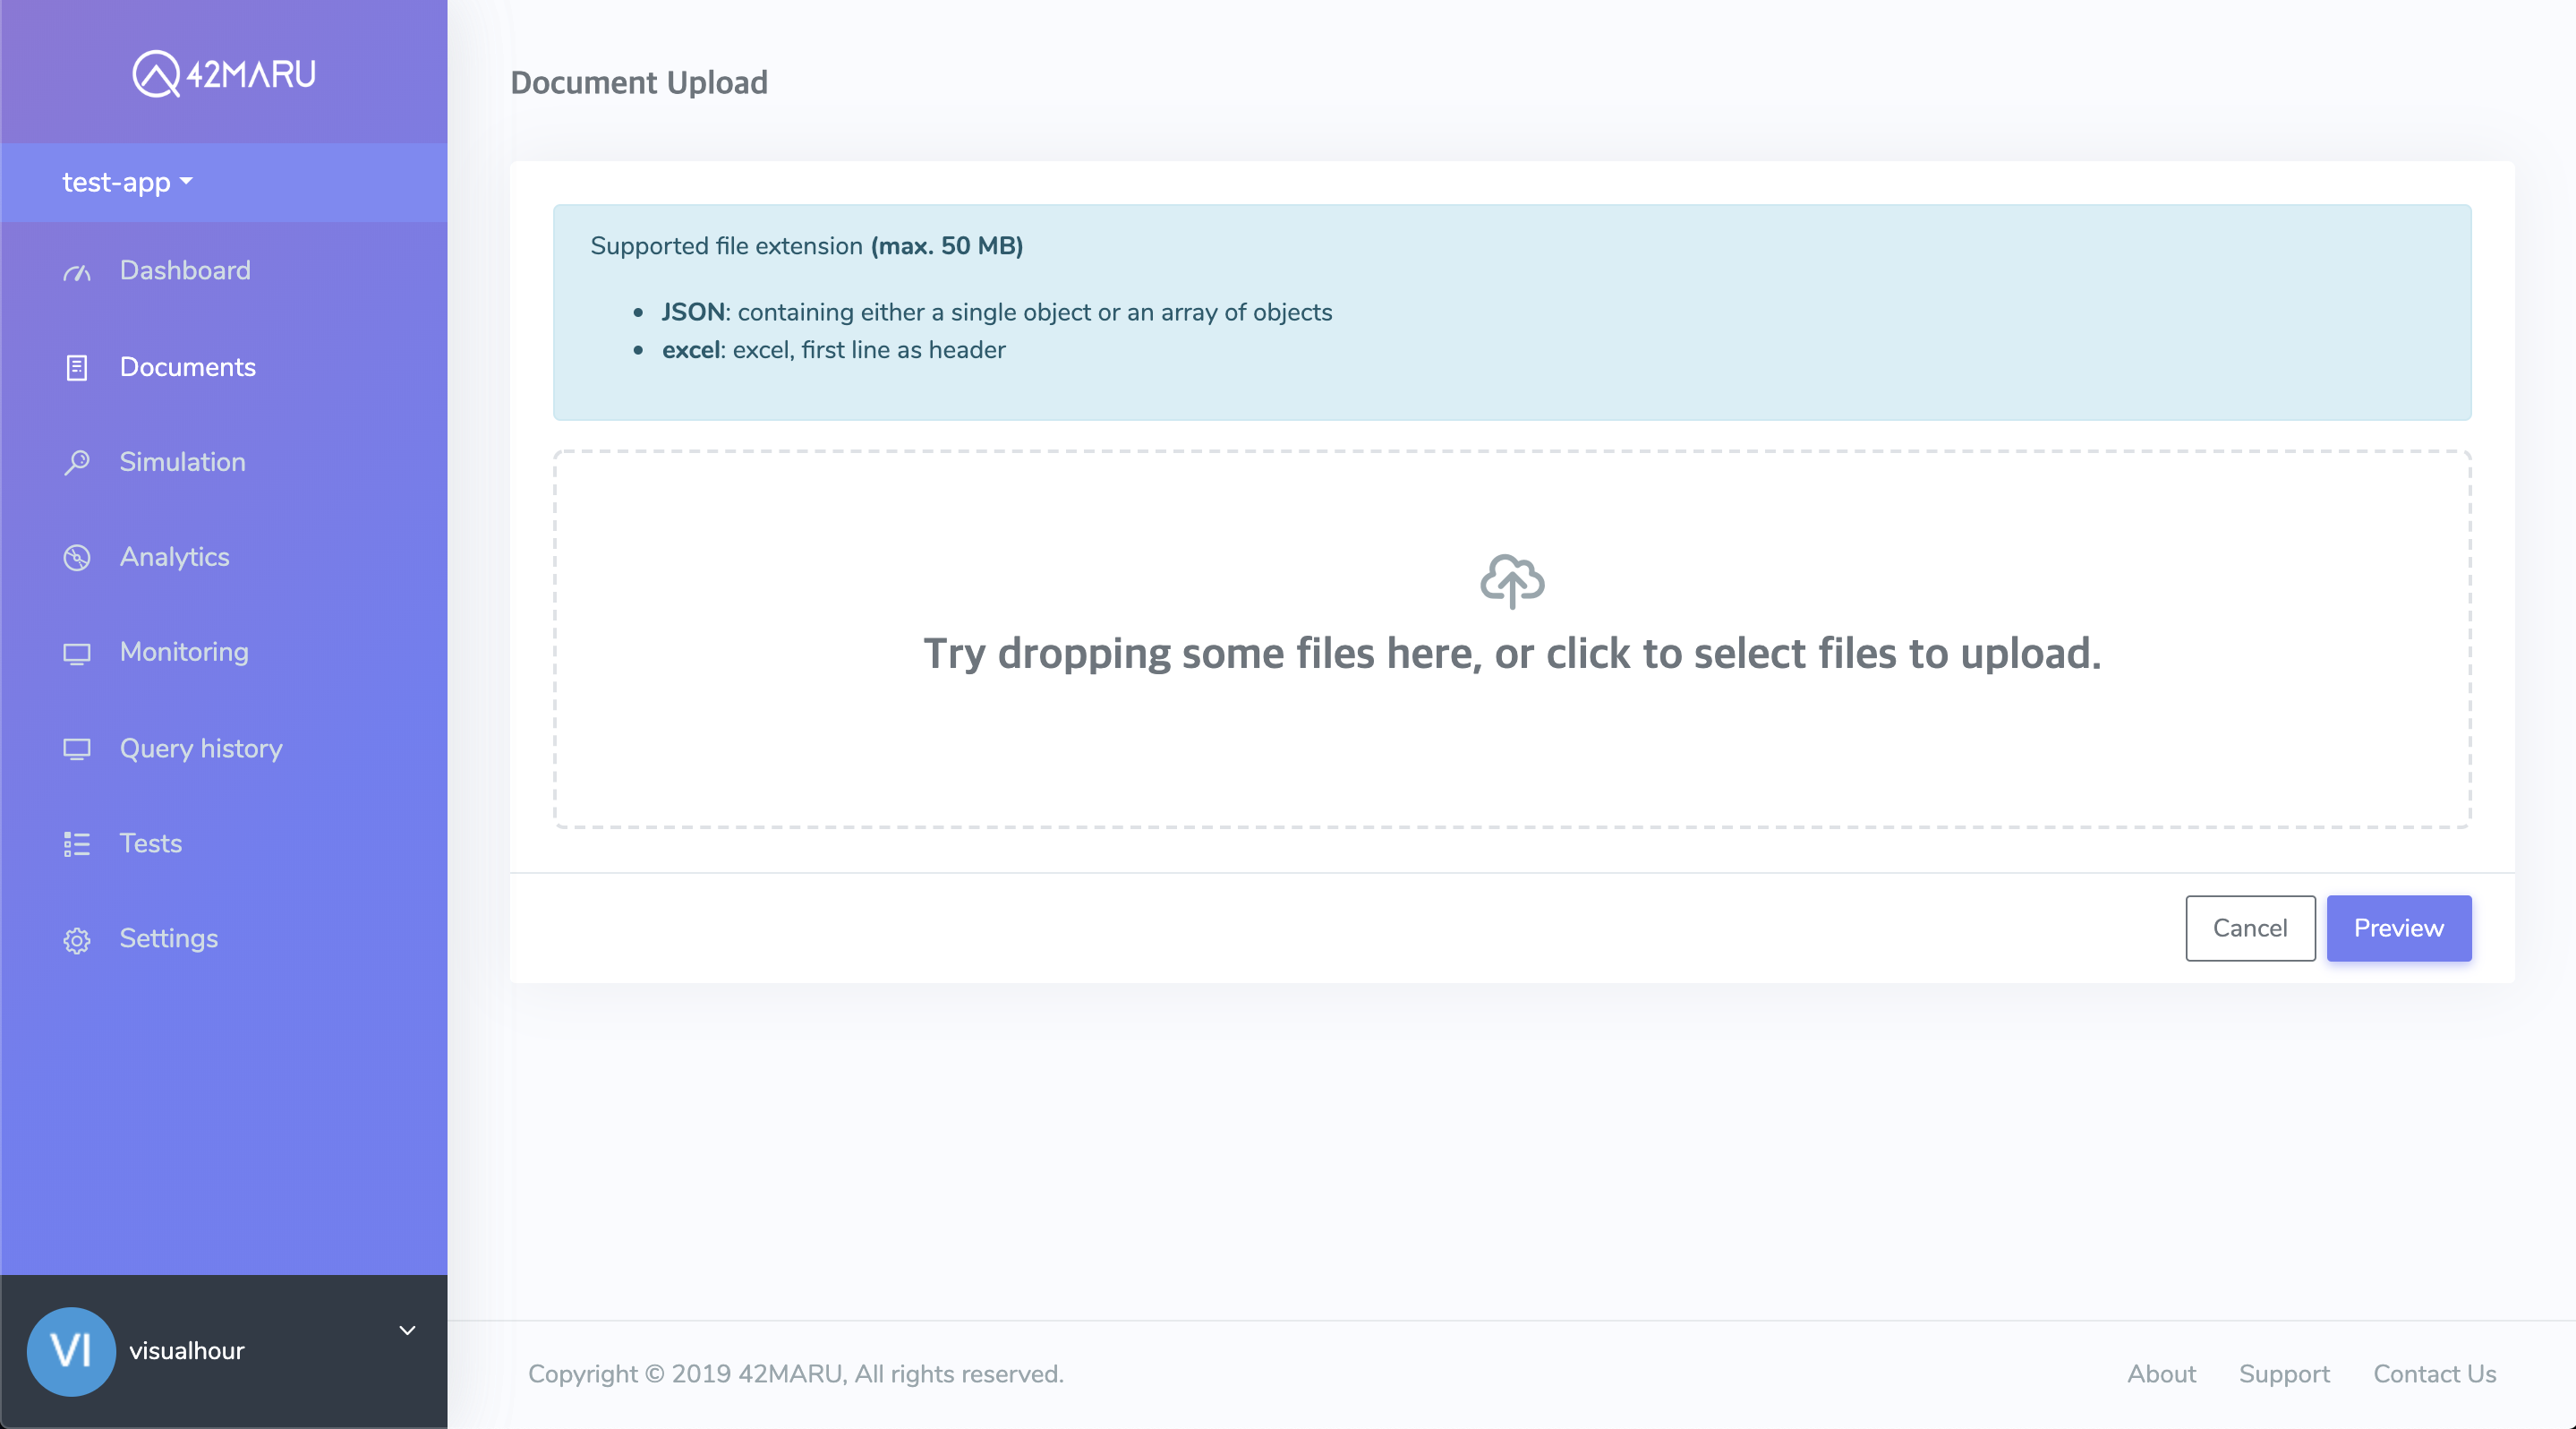 42MARU
test-app
Dashboard
Documents
Simulation
Analytics
Monitoring
Query history
Tests
Settings
VI
visualhour
Document Upload
Supported file extension (max. 50 MB)
JSON: containing either a single object or an array of objects
excel: excel, first line as header
Try dropping some files here, or click to select files to upload.
Cancel
Preview
Copyright © 2019 42MARU, All rights reserved.
About
Support
Contact Us